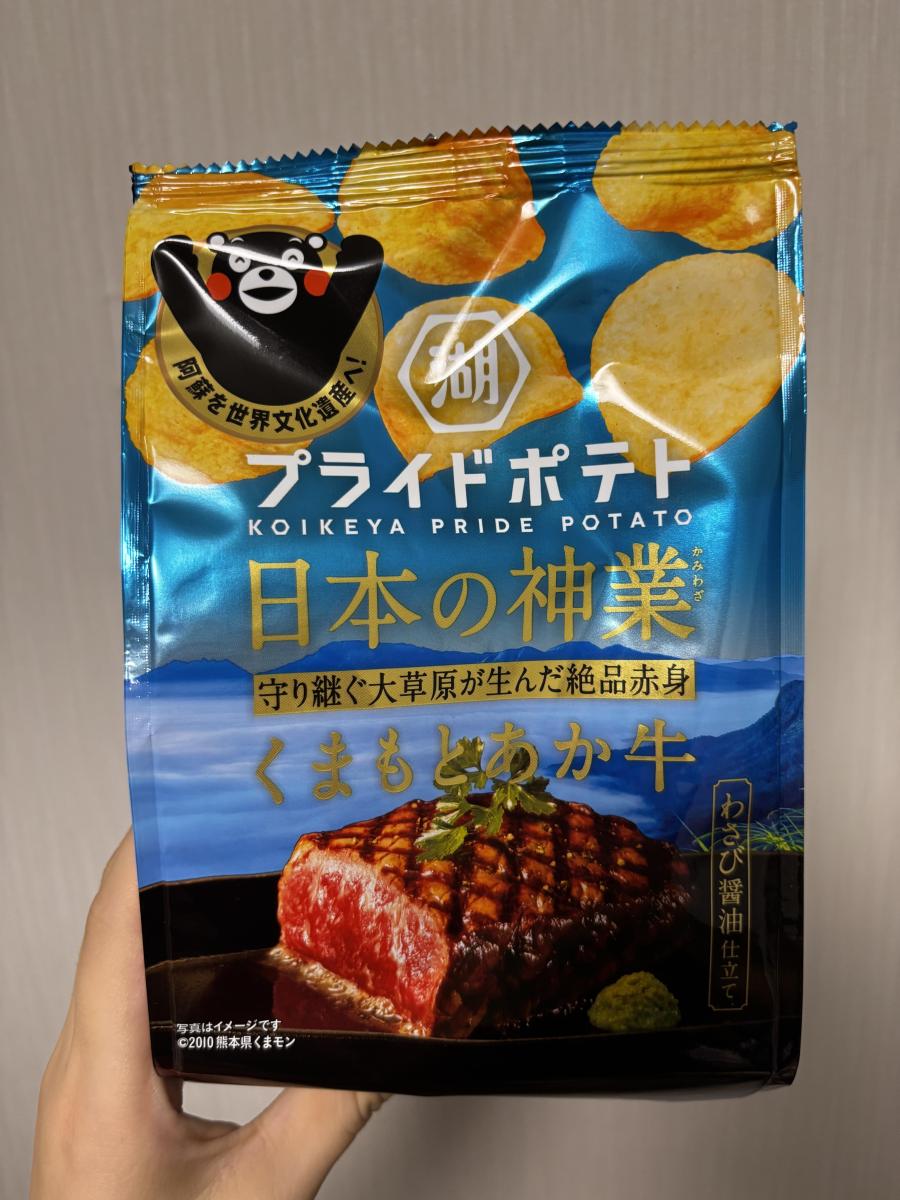 阿蘇を世界文化遺産へ!
湖
プライドポテト
KOIKEYA PRIDE POTATO
日本の神業
かみわざ
守り継ぐ大草原が生んだ絶品赤身
くまもとあか牛
わさび醤油仕立て
写真はイメージです
©2010 熊本県くまモン